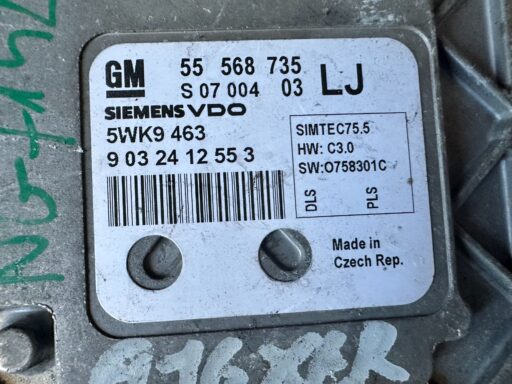 GM 55 568 735 LJ
S 07 004 03
SIEMENS VDO
5WK9 463
9 03 24 12 55 3
SIMTEC75.5
HW: C3.0
SW:O758301C
DLS PLS
Made in
Czech Rep.